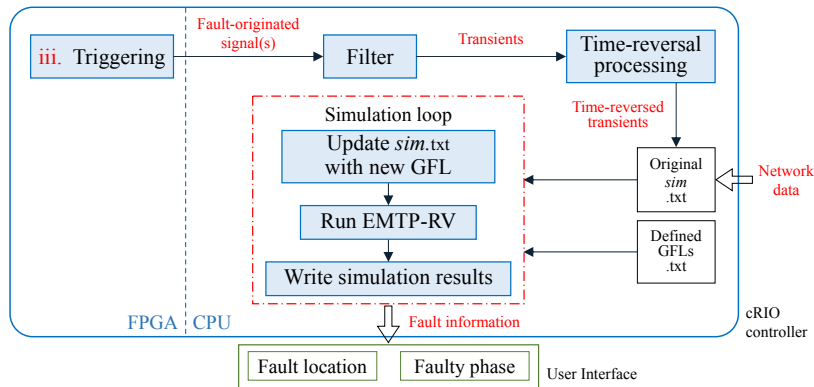 Fault-originated
signal(s)
Transients
iii. Triggering
Filter
Time-reversal
processing
Time-reversed
transients
Simulation loop
Update sim.txt
with new GFL
Original
sim
.txt
Network
data
Run EMTP-RV
Defined
GFLs
.txt
Write simulation results
FPGA
CPU
Fault information
cRIO
controller
Fault location
Faulty phase
User Interface